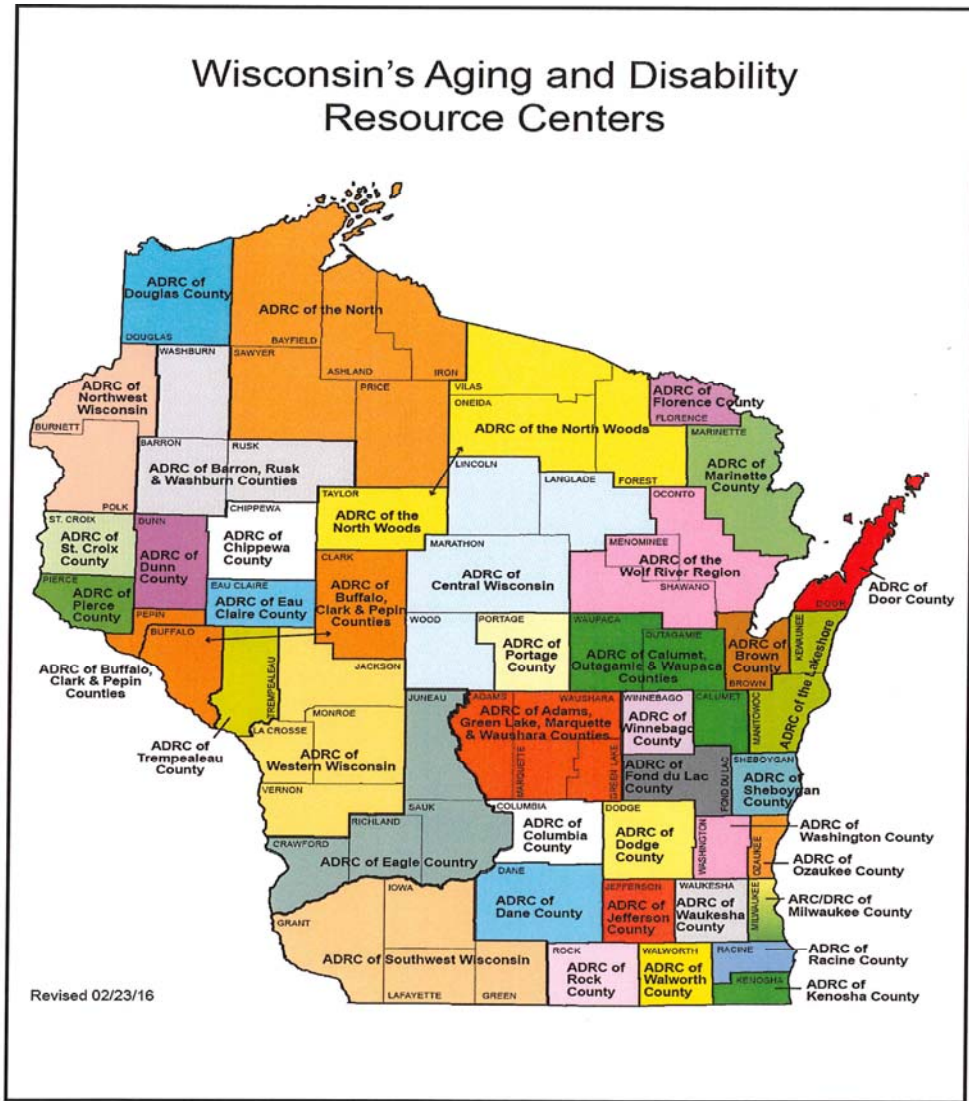 Wisconsin's Aging and Disability
Resource Centers
ADRC of
Douglas County
DOUGLAS
ADRC of the North
BAYFIELD
ASHLAND
IRON
WASHBURN
SAWYER
PRICE
ADRC of
Northwest
Wisconsin
BURNETT
POLK
VILAS
ONEIDA
ADRC of the North Woods
FOREST
ADRC of
Florence County
FLORENCE
MARINETTE
ADRC of
Marinette
County
BARRON
RUSK
ADRC of Barron, Rusk
& Washburn Counties
LINCOLN
LANGLADE
TAYLOR
ADRC of
the North Woods
OCONTO
ST. CROIX
ADRC of
St. Croix
County
DUNN
ADRC of
Dunn
County
CHIPPEWA
ADRC of
Chippewa
County
MARATHON
ADRC of
Central Wisconsin
MENOMINEE
ADRC of the
Wolf River Region
SHAWANO
CLARK
ADRC of
Buffalo,
Clark & Pepin
Counties
PIERCE
ADRC of
Pierce
County
EAU CLAIRE
ADRC of Eau
Claire County
DOOR
ADRC of
Door County
PEPIN
BUFFALO
ADRC of Buffalo,
Clark & Pepin
Counties
TREMPEALEAU
ADRC of
Trempealeau
County
JACKSON
WOOD
PORTAGE
ADRC of
Portage
County
WAUPACA
OUTAGAMIE
ADRC of Calumet,
Outagamie & Waupaca
Counties
ADRC of
Brown
County
BROWN
KEWAUNEE
ADRC of the Lakeshore
MANITOWOC
JUNEAU
ADAMS
WAUSHARA
ADRC of Adams,
Green Lake, Marquette
& Waushara Counties
MARQUETTE
GREEN LAKE
WINNEBAGO
ADRC of
Winnebago
County
CALUMET
LA CROSSE
MONROE
ADRC of
Western Wisconsin
VERNON
ADRC of
Fond du Lac
County
FOND DU LAC
SHEBOYGAN
ADRC of
Sheboygan
County
CRAWFORD
RICHLAND
SAUK
ADRC of Eagle Country
COLUMBIA
ADRC of
Columbia
County
DODGE
ADRC of
Dodge
County
WASHINGTON
ADRC of
Washington County
OZAUKEE
ADRC of
Ozaukee County
DANE
ADRC of
Dane County
JEFFERSON
ADRC of
Jefferson
County
WAUKESHA
ADRC of
Waukesha
County
MILWAUKEE
ARC/DRC of
Milwaukee County
GRANT
IOWA
ADRC of Southwest Wisconsin
LAFAYETTE
GREEN
ROCK
ADRC of
Rock
County
WALWORTH
ADRC of
Walworth
County
RACINE
ADRC of
Racine County
KENOSHA
ADRC of
Kenosha County
Revised 02/23/16